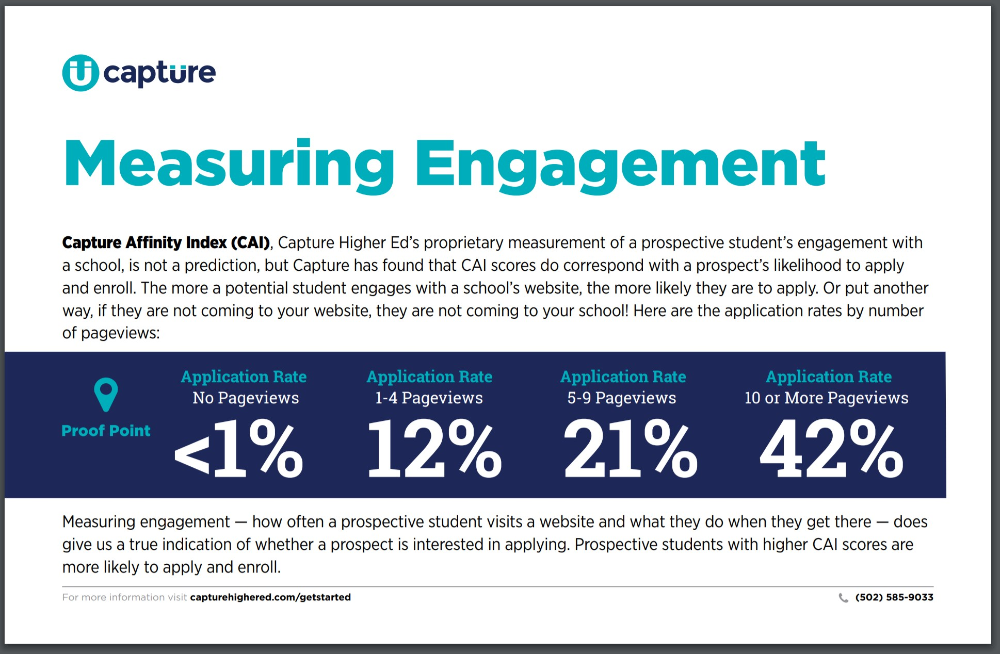 Ü captüre
Measuring Engagement
Capture Affinity Index (CAI), Capture Higher Ed’s proprietary measurement of a prospective student’s engagement with
a school, is not a prediction, but Capture has found that CAI scores do correspond with a prospect’s likelihood to apply
and enroll. The more a potential student engages with a school’s website, the more likely they are to apply. Or put another
way, if they are not coming to your website, they are not coming to your school! Here are the application rates by number
of pageviews:
Proof Point
Application Rate
No Pageviews
<1%
Application Rate
1-4 Pageviews
12%
Application Rate
5-9 Pageviews
21%
Application Rate
10 or More Pageviews
42%
Measuring engagement — how often a prospective student visits a website and what they do when they get there — does
give us a true indication of whether a prospect is interested in applying. Prospective students with higher CAI scores are
more likely to apply and enroll.
For more information visit capturehighered.com/getstarted
(502) 585-9033